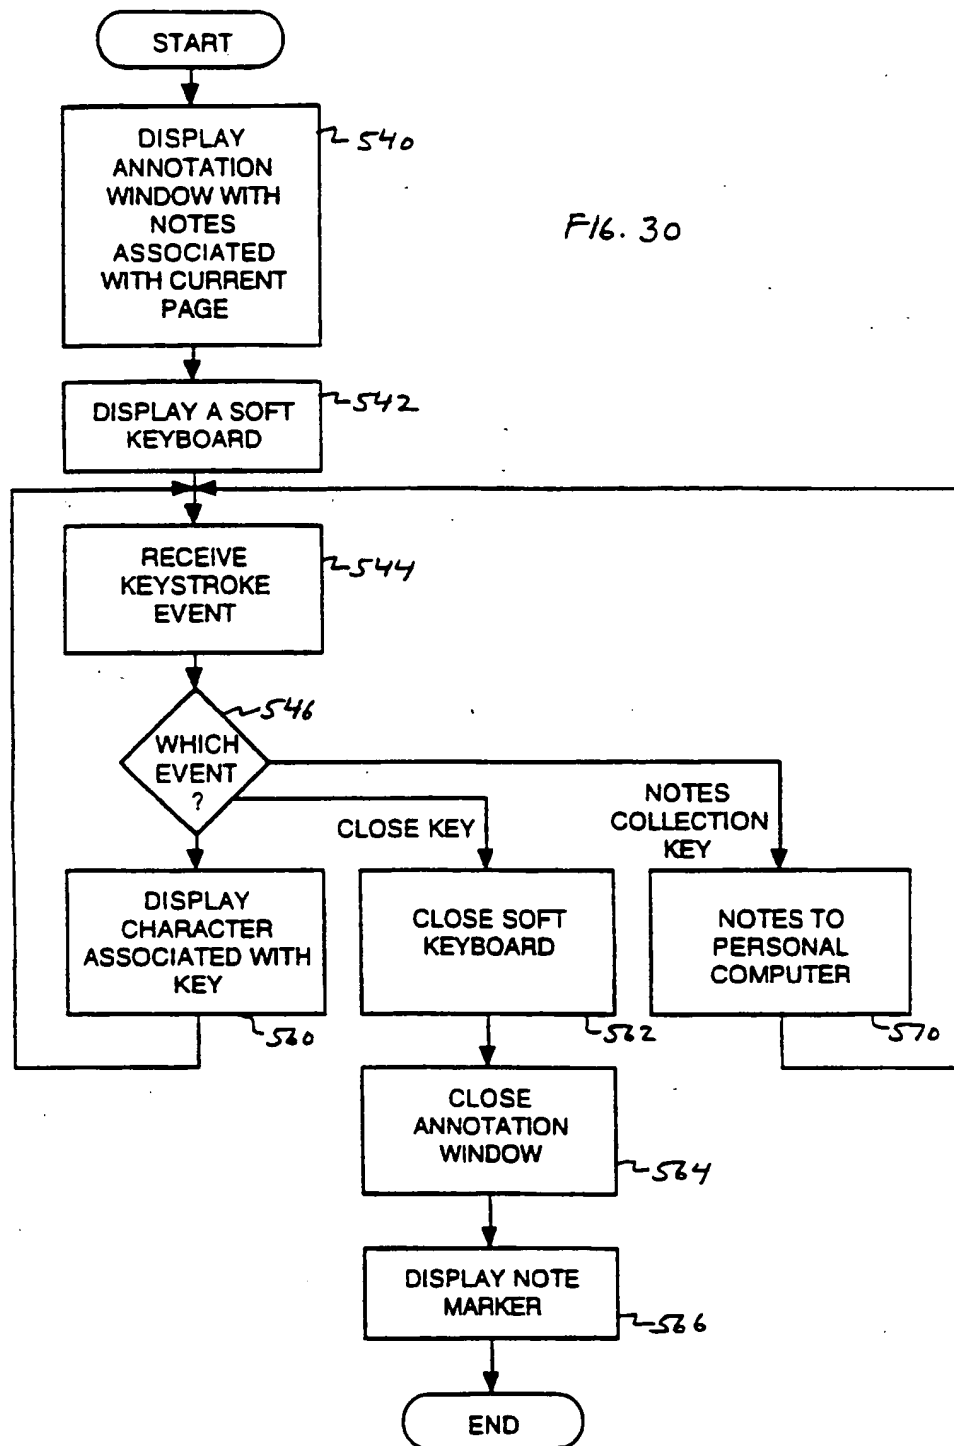 START
DISPLAY
ANNOTATION
WINDOW WITH
NOTES
ASSOCIATED
WITH CURRENT
PAGE
540
FIG. 30
DISPLAY A SOFT
KEYBOARD
542
RECEIVE
KEYSTROKE
EVENT
544
WHICH
EVENT
?
546
CLOSE KEY
NOTES
COLLECTION
KEY
DISPLAY
CHARACTER
ASSOCIATED WITH
KEY
560
CLOSE SOFT
KEYBOARD
562
NOTES TO
PERSONAL
COMPUTER
570
CLOSE
ANNOTATION
WINDOW
564
DISPLAY NOTE
MARKER
566
END